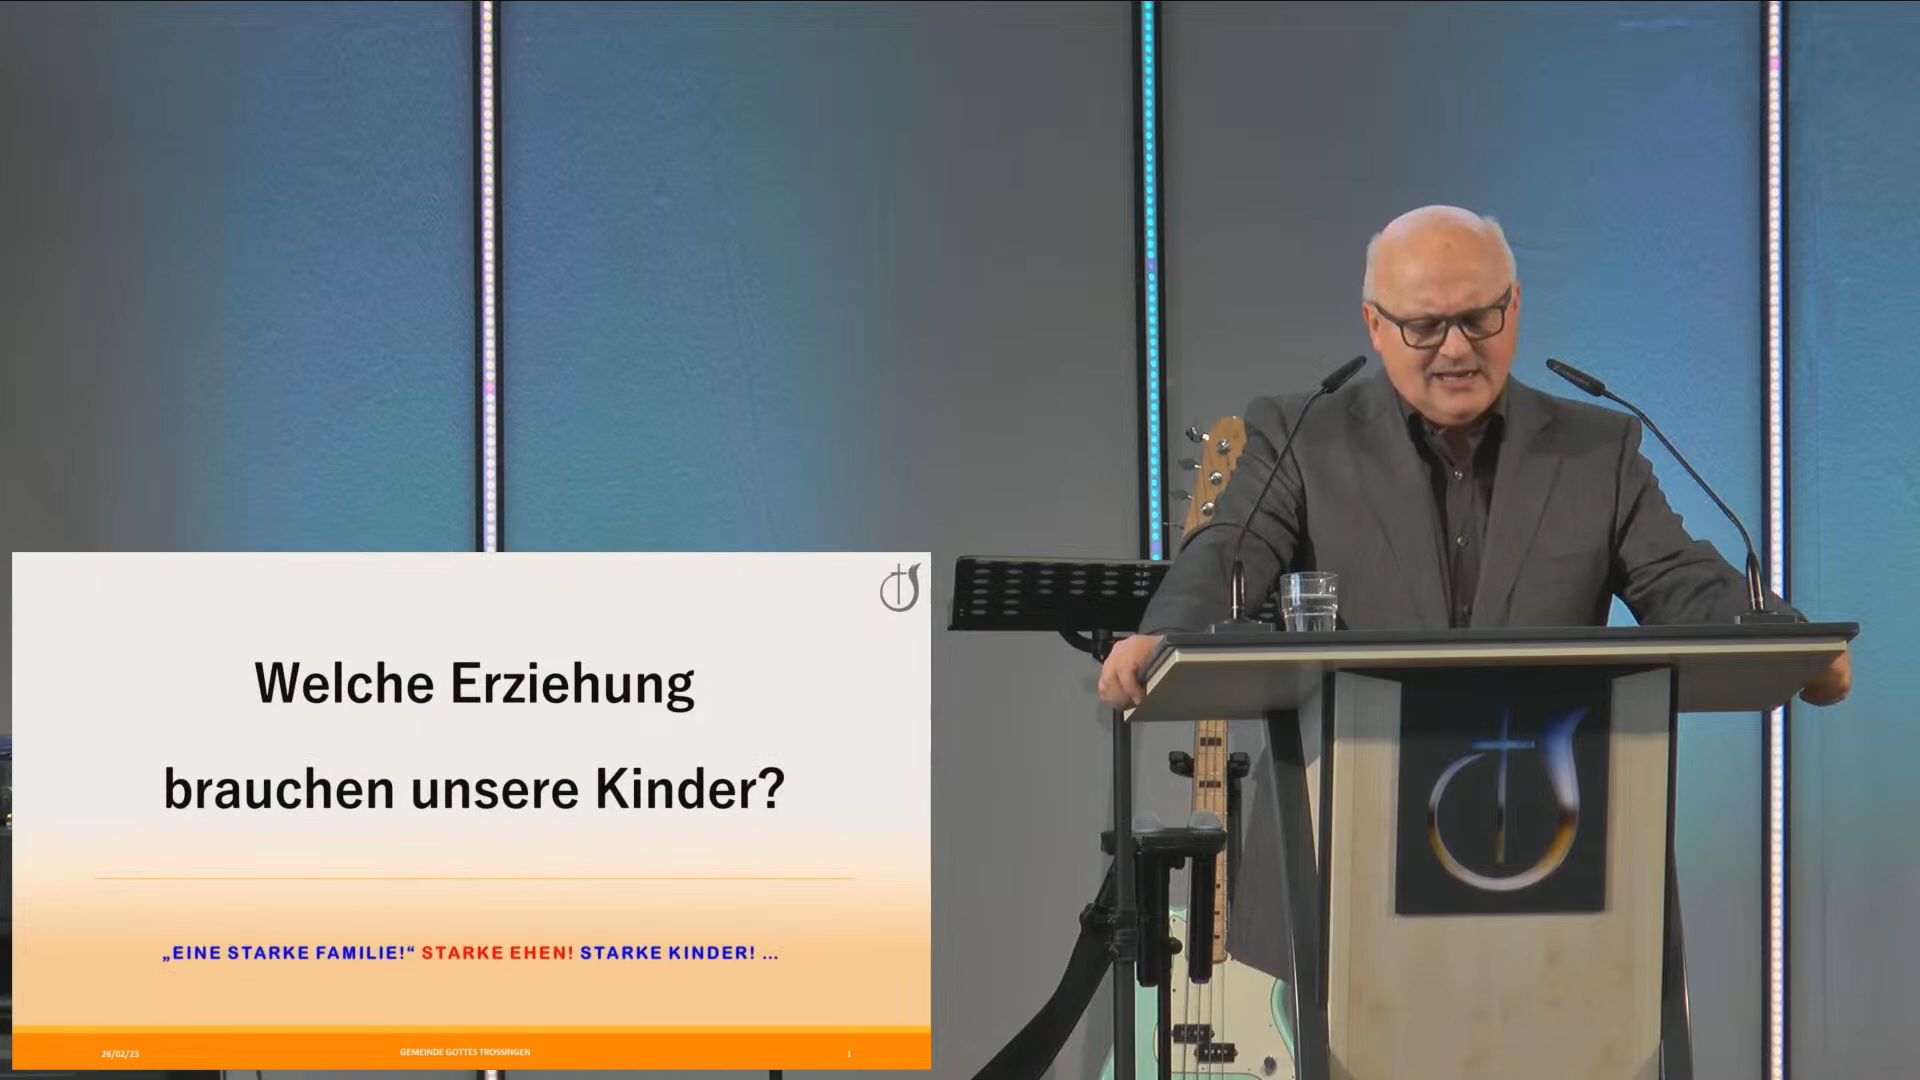 Welche Erziehung
brauchen unsere Kinder?
„EINE STARKE FAMILIE!“ STARKE EHEN! STARKE KINDER! ...
26/02/23
GEMEINDE GOTTES TROSSINGEN
1